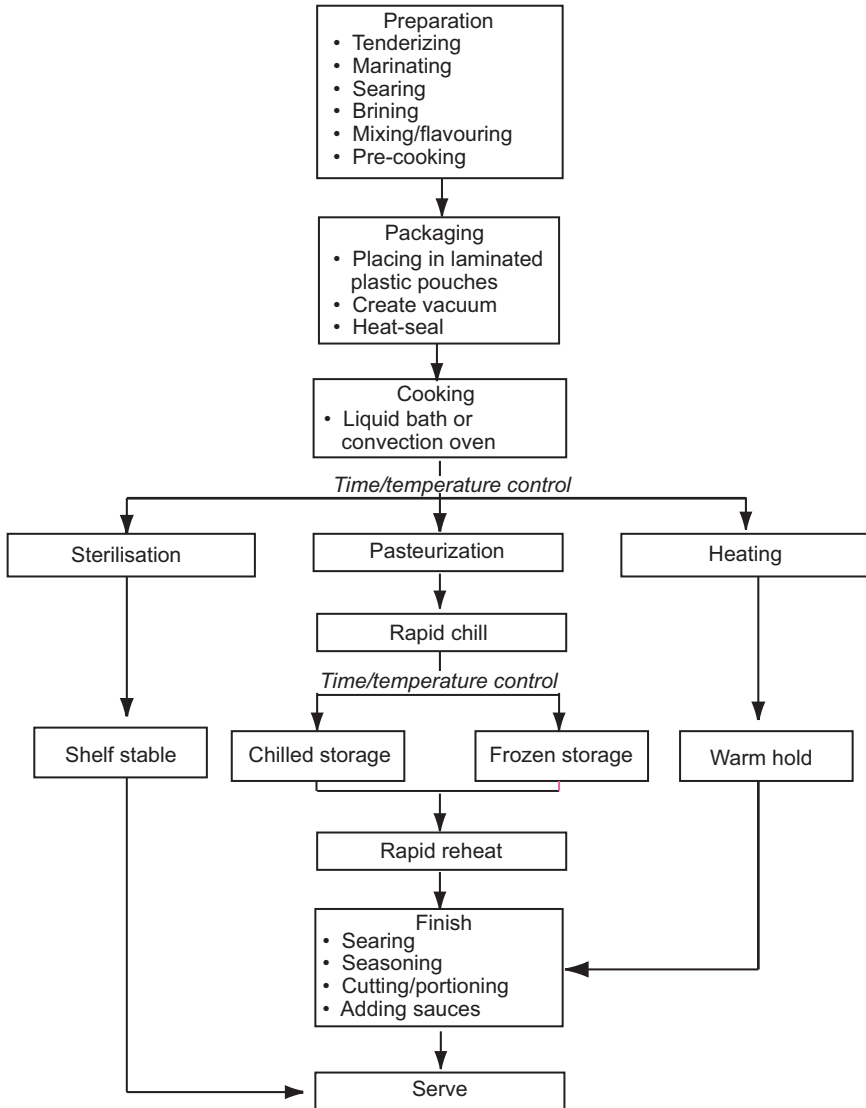 Preparation
• Tenderizing
• Marinating
• Searing
• Brining
• Mixing/flavouring
• Pre-cooking
Packaging
• Placing in laminated
plastic pouches
• Create vacuum
• Heat-seal
Cooking
• Liquid bath or
convection oven
Time/temperature control
Sterilisation
Pasteurization
Heating
Rapid chill
Time/temperature control
Shelf stable
Chilled storage
Frozen storage
Warm hold
Rapid reheat
Finish
• Searing
• Seasoning
• Cutting/portioning
• Adding sauces
Serve